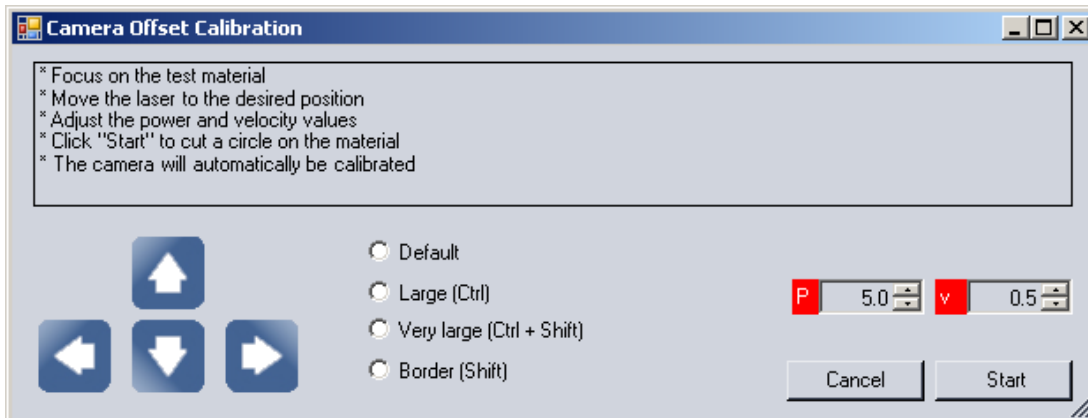 Camera Offset Calibration
* Focus on the test material
* Move the laser to the desired position
* Adjust the power and velocity values
* Click "Start" to cut a circle on the material
* The camera will automatically be calibrated
Default
Large (Ctrl)
Very large (Ctrl + Shift)
Border (Shift)
P 5.0 v 0.5
Cancel Start